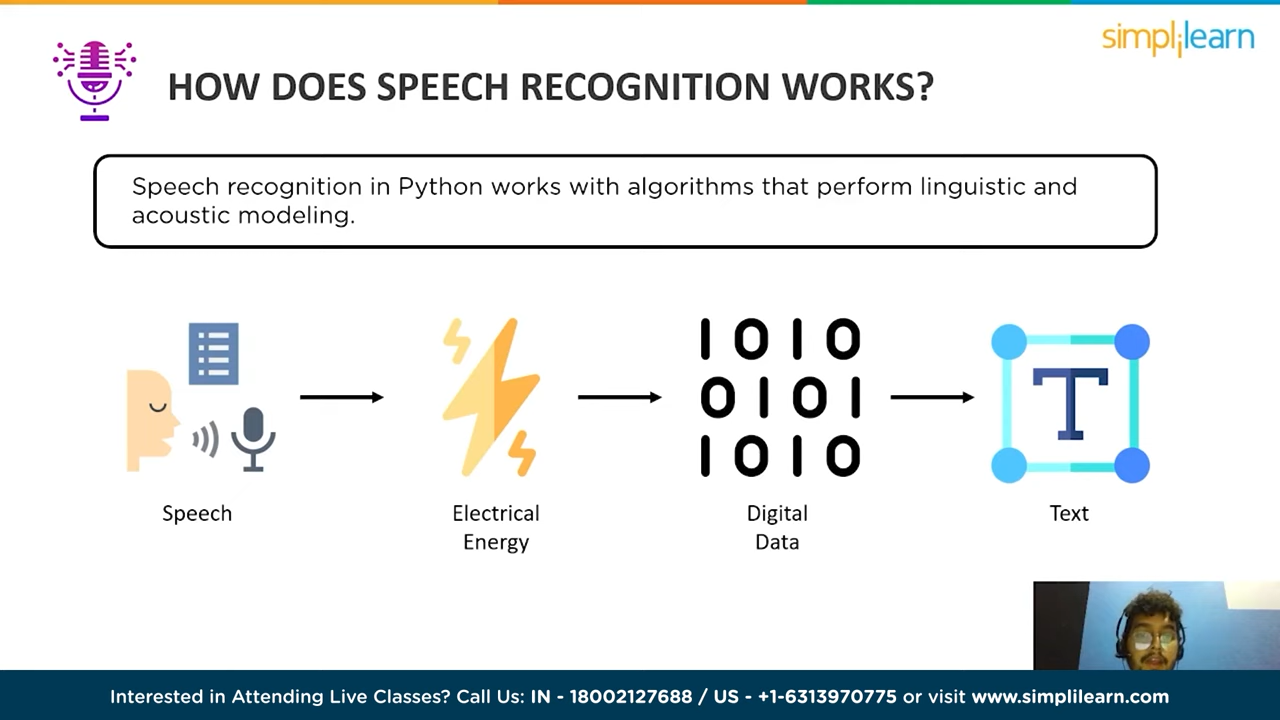 simplilearn
HOW DOES SPEECH RECOGNITION WORKS?
Speech recognition in Python works with algorithms that perform linguistic and
acoustic modeling.
1010
0101
1010
T
Speech
Electrical
Energy
Digital
Data
Text
Interested in Attending Live Classes? Call Us: IN - 18002127688 / US - +1-6313970775 or visit www.simplilearn.com